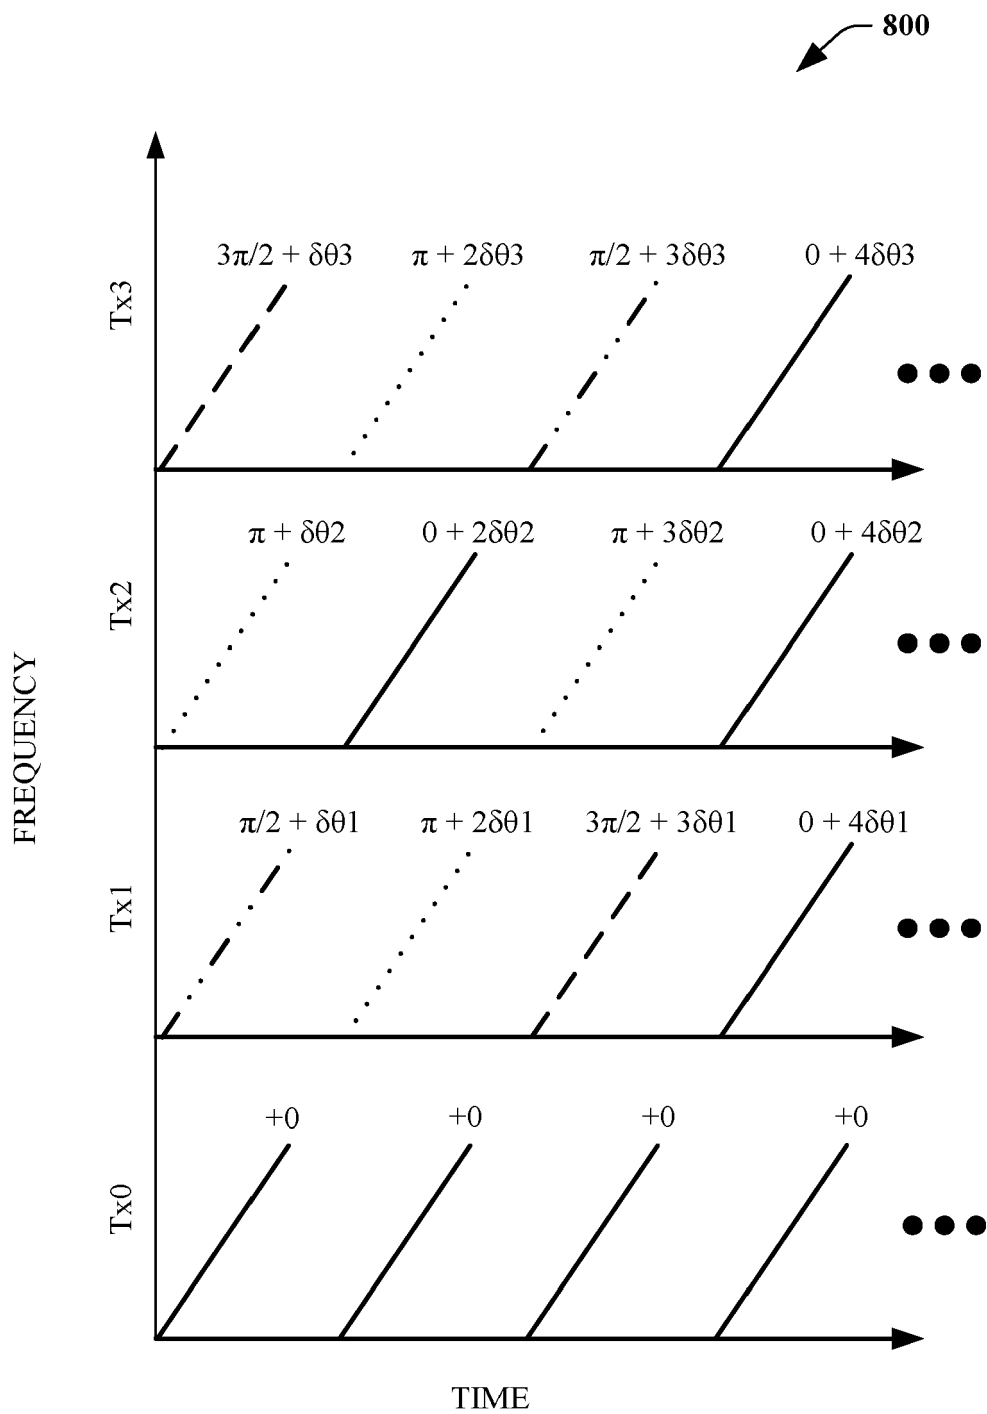 800
3π/2 + δθ3 π + 2δθ3 π/2 + 3δθ3 0 + 4δθ3
Tx3
π + δθ2 0 + 2δθ2 π + 3δθ2 0 + 4δθ2
Tx2
FREQUENCY
π/2 + δθ1 π + 2δθ1 3π/2 + 3δθ1 0 + 4δθ1
Tx1
+0 +0 +0 +0
Tx0
TIME